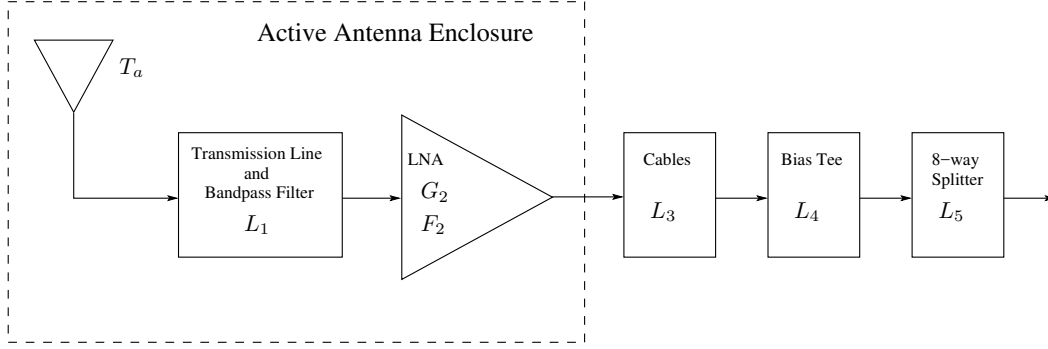 Active Antenna Enclosure
T_a
Transmission Line
and
Bandpass Filter
L_1
LNA
G_2
F_2
Cables
L_3
Bias Tee
L_4
8−way
Splitter
L_5